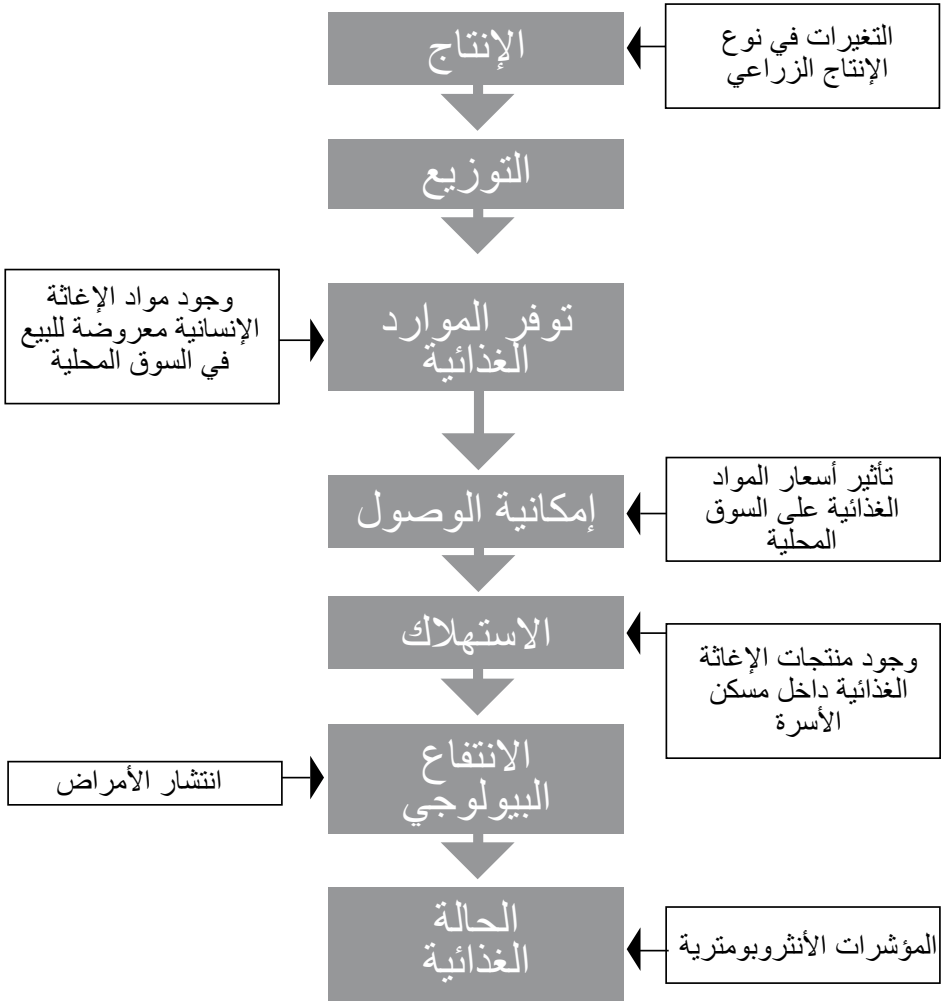 الإنتاج
التغيرات في نوع
الإنتاج الزراعي
التوزيع
توفر الموارد
الغذائية
وجود مواد الإغاثة
الإنسانية معروضة للبيع
في السوق المحلية
إمكانية الوصول
تأثير أسعار المواد
الغذائية على السوق
المحلية
الاستهلاك
وجود منتجات الإغاثة
الغذائية داخل مسكن
الأسرة
الانتفاع
البيولوجي
انتشار الأمراض
الحالة
الغذائية
المؤشرات الأنثروبومترية